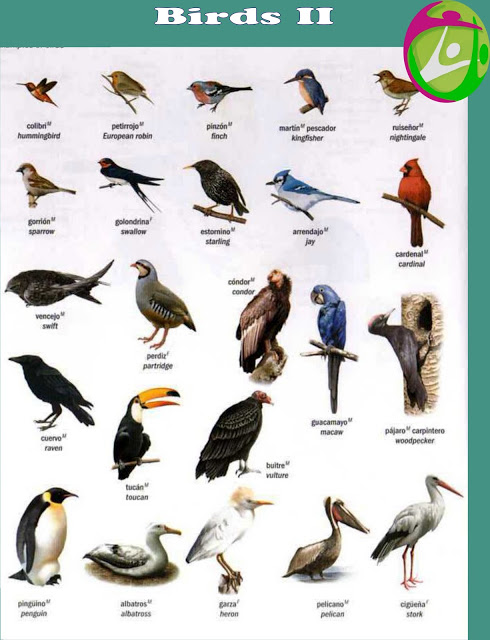 Birds II
colibrí M
hummingbird
petirrojo M
European robin
pinzón M
finch
martín M pescador
kingfisher
ruiseñor M
nightingale
gorrión M
sparrow
golondrina F
swallow
estornino M
starling
arrendajo M
jay
cardenal M
cardinal
vencejo M
swift
perdiz F
partridge
cóndor M
condor
guacamayo M
macaw
pájaro M carpintero
woodpecker
cuervo M
raven
tucán M
toucan
buitre M
vulture
pingüino M
penguin
albatros M
albatross
garza F
heron
pelícano M
pelican
cigüeña F
stork